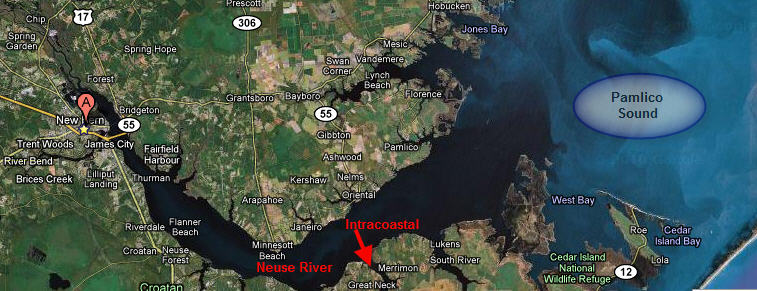 Prescott
Hobucken
Chip
17
306
Jones Bay
Spring
Garden
Spring Hope
Mesic
Swan
Corner
Vandemere
Pamlico
Sound
Forest
Lynch
Beach
A
Grantsboro
Bayboro
Florence
Bridgeton
55
New Bern
55
Gibbton
Trent Woods
James City
Fairfield
Harbour
Pamlico
River Bend
Ashwood
Brices Creek
Lilliput
Landing
Thurman
Kershaw
Nelms
Oriental
Arapahoe
West Bay
Riverdale
Flanner
Beach
Janeiro
Intracoastal
Roe
Cedar
Island Bay
Croatan
Neuse
Forest
Minnesott
Beach
Lukens
South River
Cedar Island
National
Wildlife Refuge
Lola
Neuse River
Merrimon
12
Great Neck
Croatan